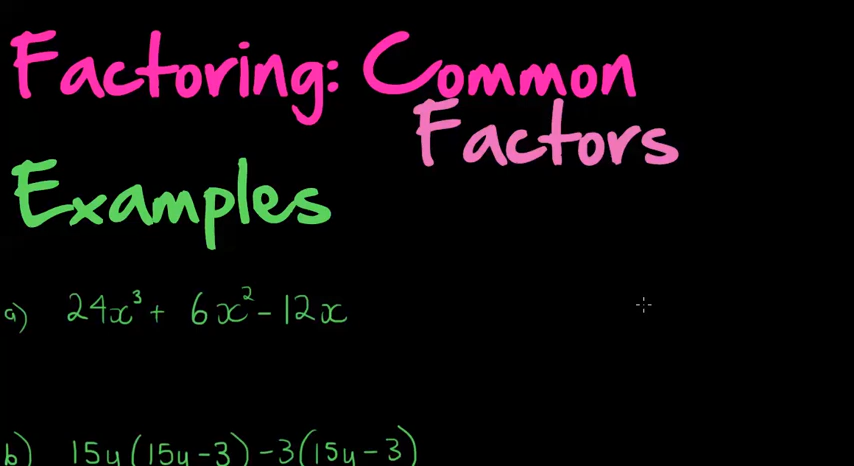 Factoring: Common
Factors
Examples
a) 24x³ + 6x² - 12x
b) 15y(15y - 3) - 3(15y - 3)